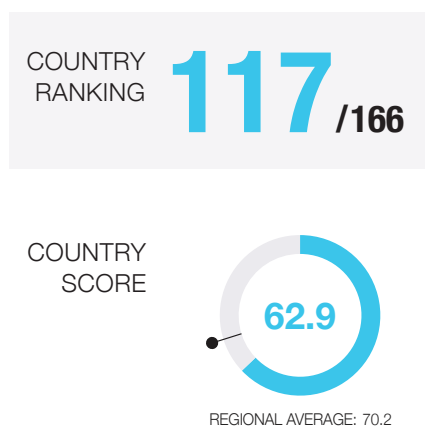 COUNTRY
RANKING
117/166
COUNTRY
SCORE
62.9
REGIONAL AVERAGE: 70.2